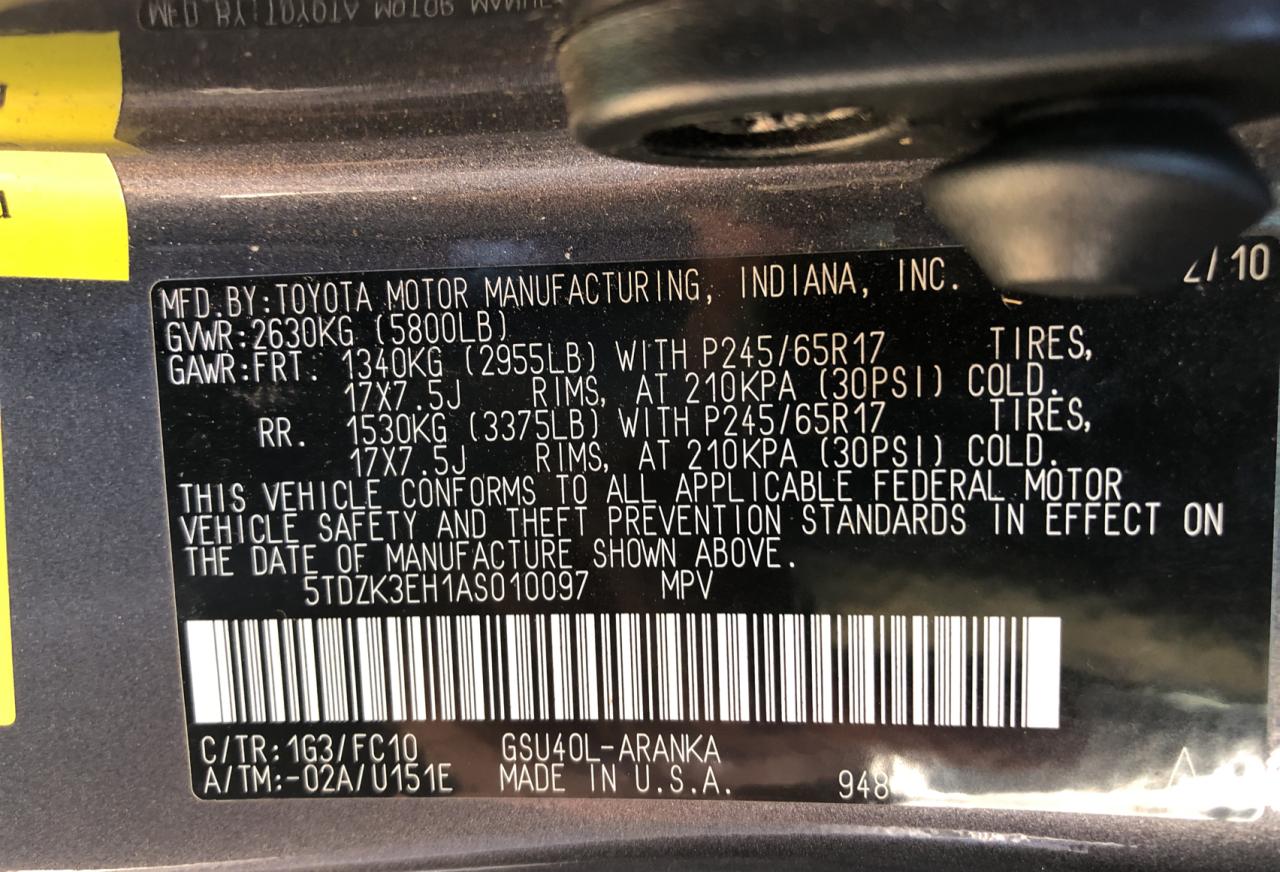 MFD.BY:TOYOTA MOTOR MANUFACTURING, INDIANA, INC. 2/10
GVWR:2630KG (5800LB)
GAWR:FRT. 1340KG (2955LB) WITH P245/65R17 TIRES,
17X7.5J RIMS, AT 210KPA (30PSI) COLD.
RR. 1530KG (3375LB) WITH P245/65R17 TIRES,
17X7.5J RIMS, AT 210KPA (30PSI) COLD.
THIS VEHICLE CONFORMS TO ALL APPLICABLE FEDERAL MOTOR
VEHICLE SAFETY AND THEFT PREVENTION STANDARDS IN EFFECT ON
THE DATE OF MANUFACTURE SHOWN ABOVE.
5TDZK3EH1AS010097 MPV
C/TR:1G3/FC10 GSU40L-ARANKA
A/TM:-02A/U151E MADE IN U.S.A. 948